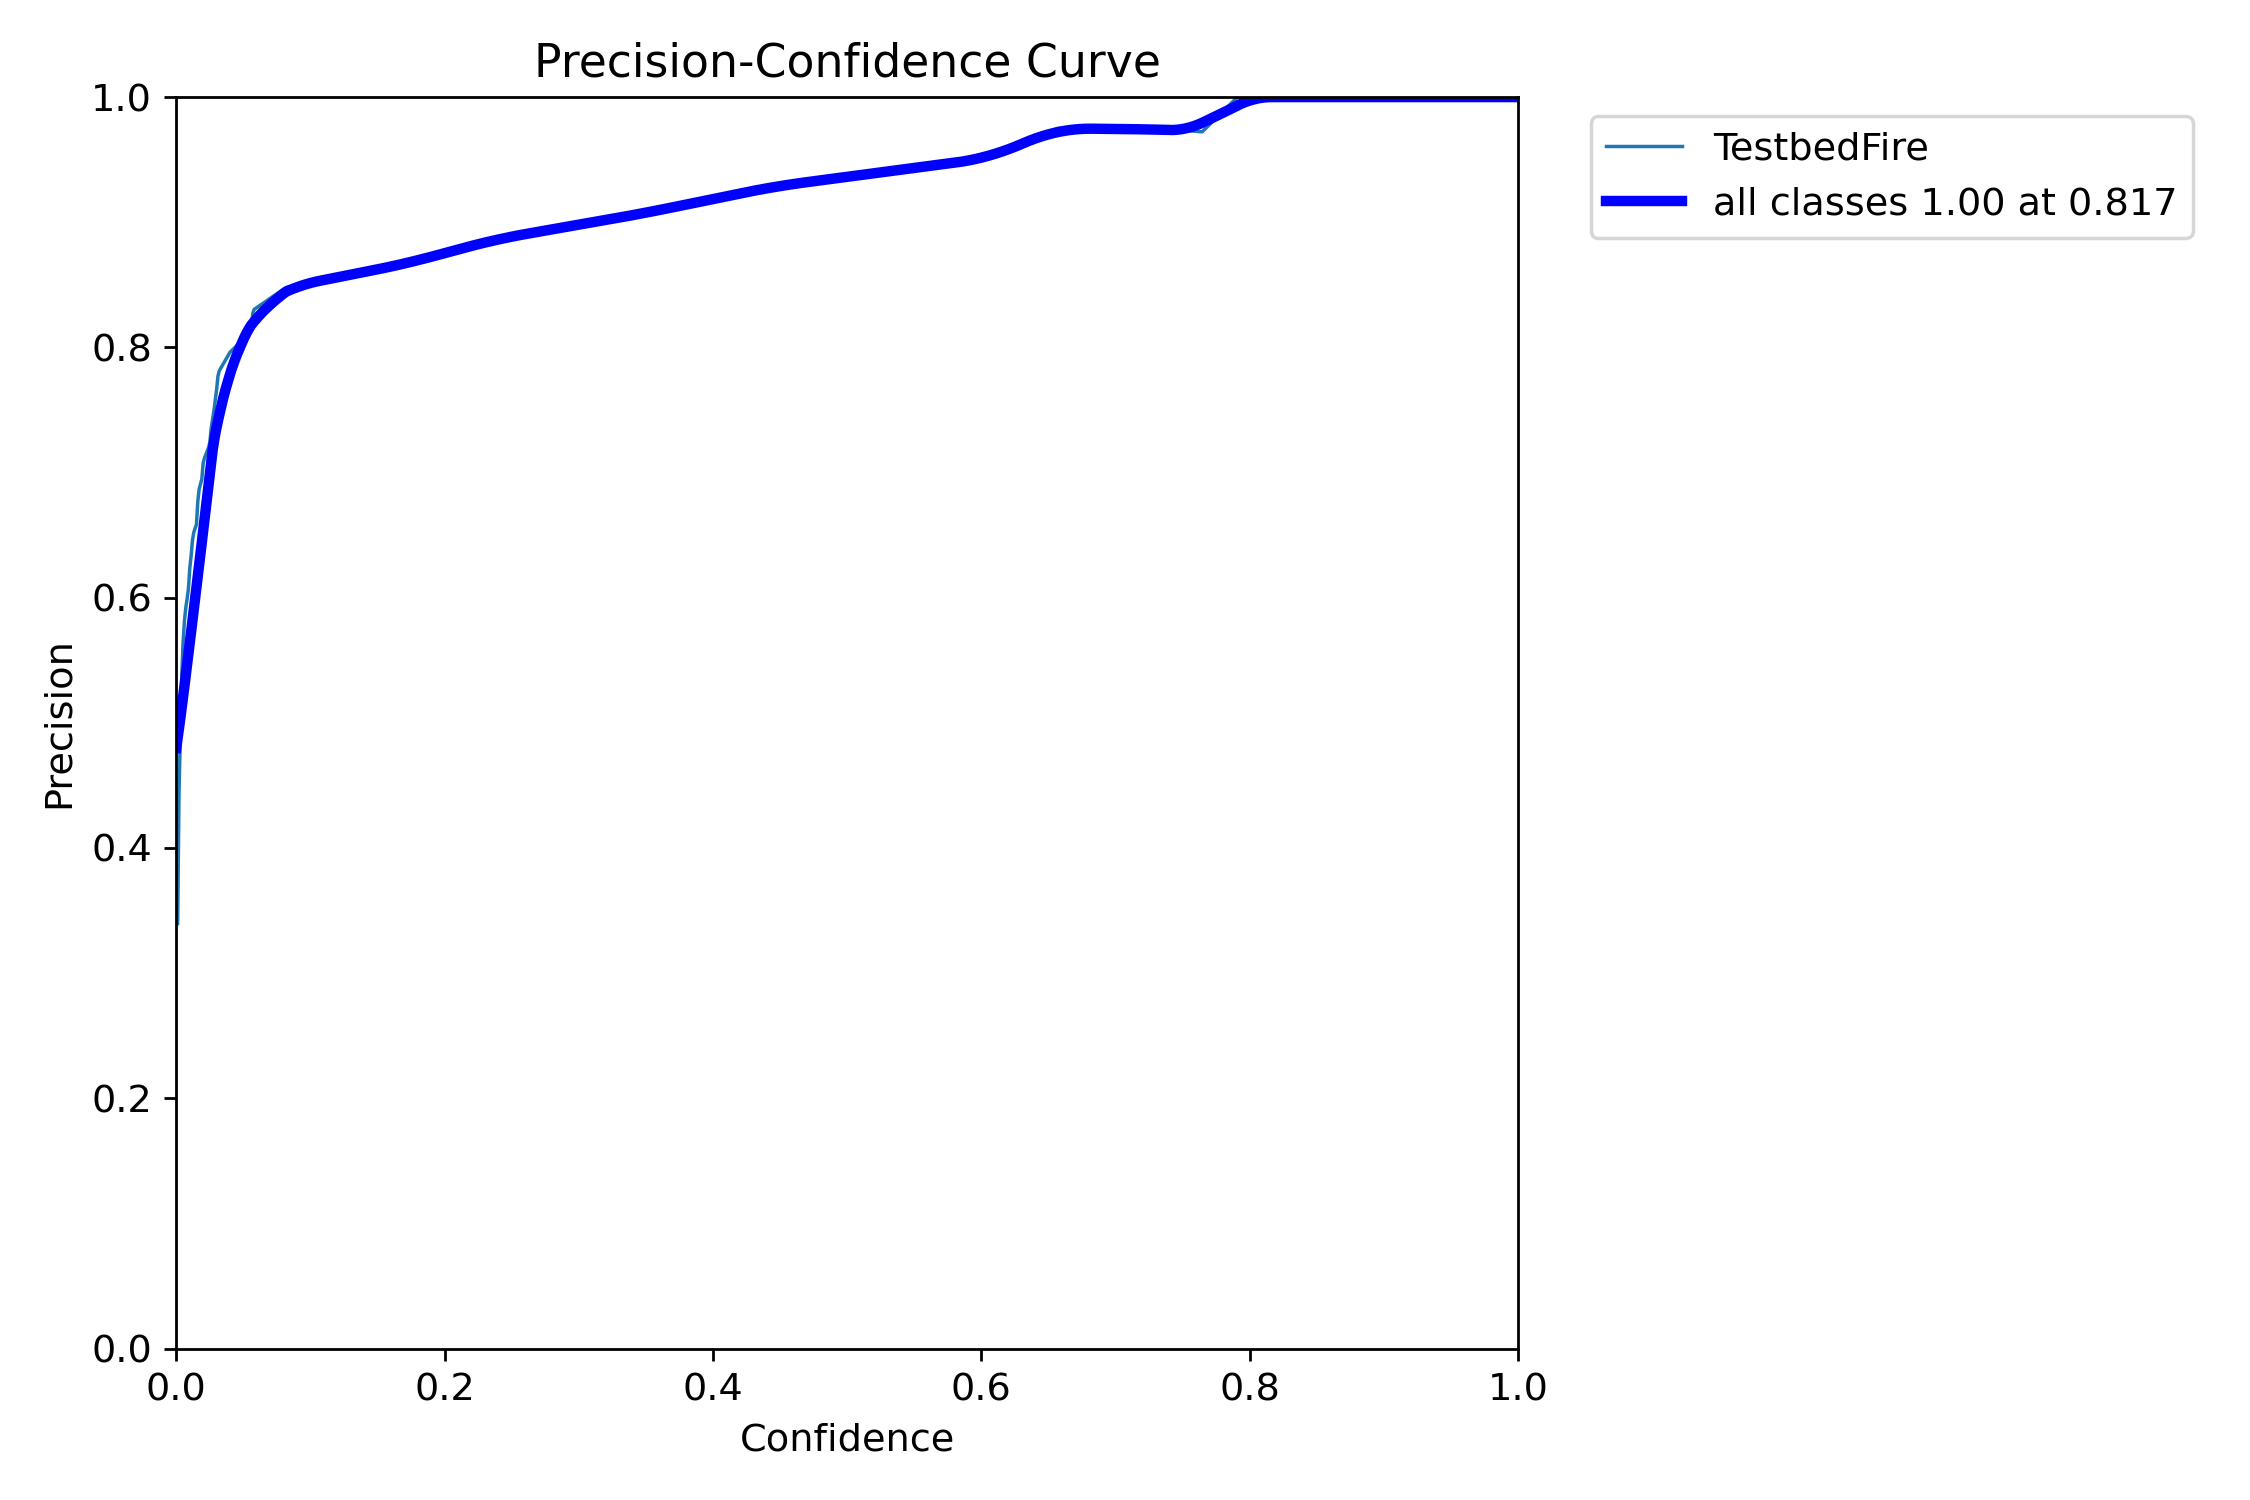 Precision-Confidence Curve
1.0
0.8
0.6
0.4
0.2
0.0
Precision
0.0 0.2 0.4 0.6 0.8 1.0
Confidence
TestbedFire
all classes 1.00 at 0.817